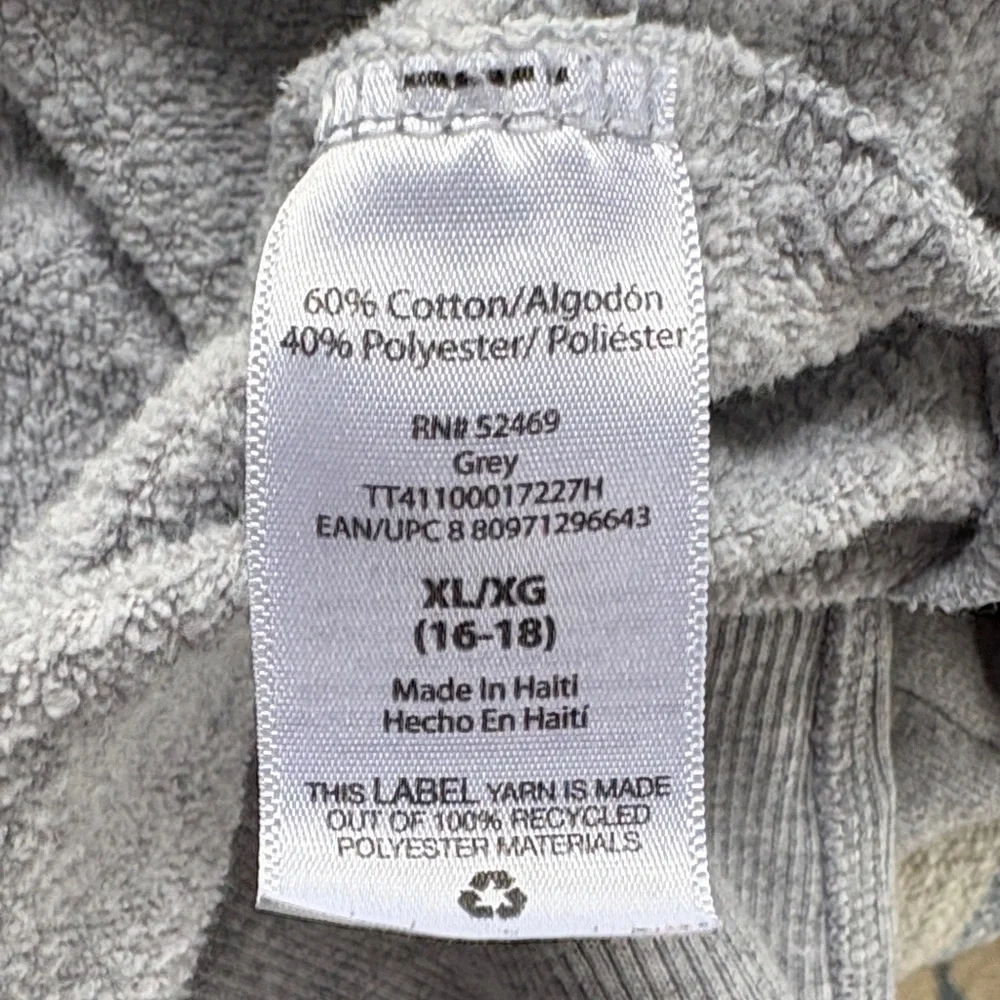 60% Cotton/Algodón
40% Polyester/ Poliéster
RN# 52469
Grey
TT41100017227H
EAN/UPC 8 80971296643
XL/XG
(16-18)
Made In Haiti
Hecho En Haití
THIS LABEL YARN IS MADE
OUT OF 100% RECYCLED
POLYESTER MATERIALS